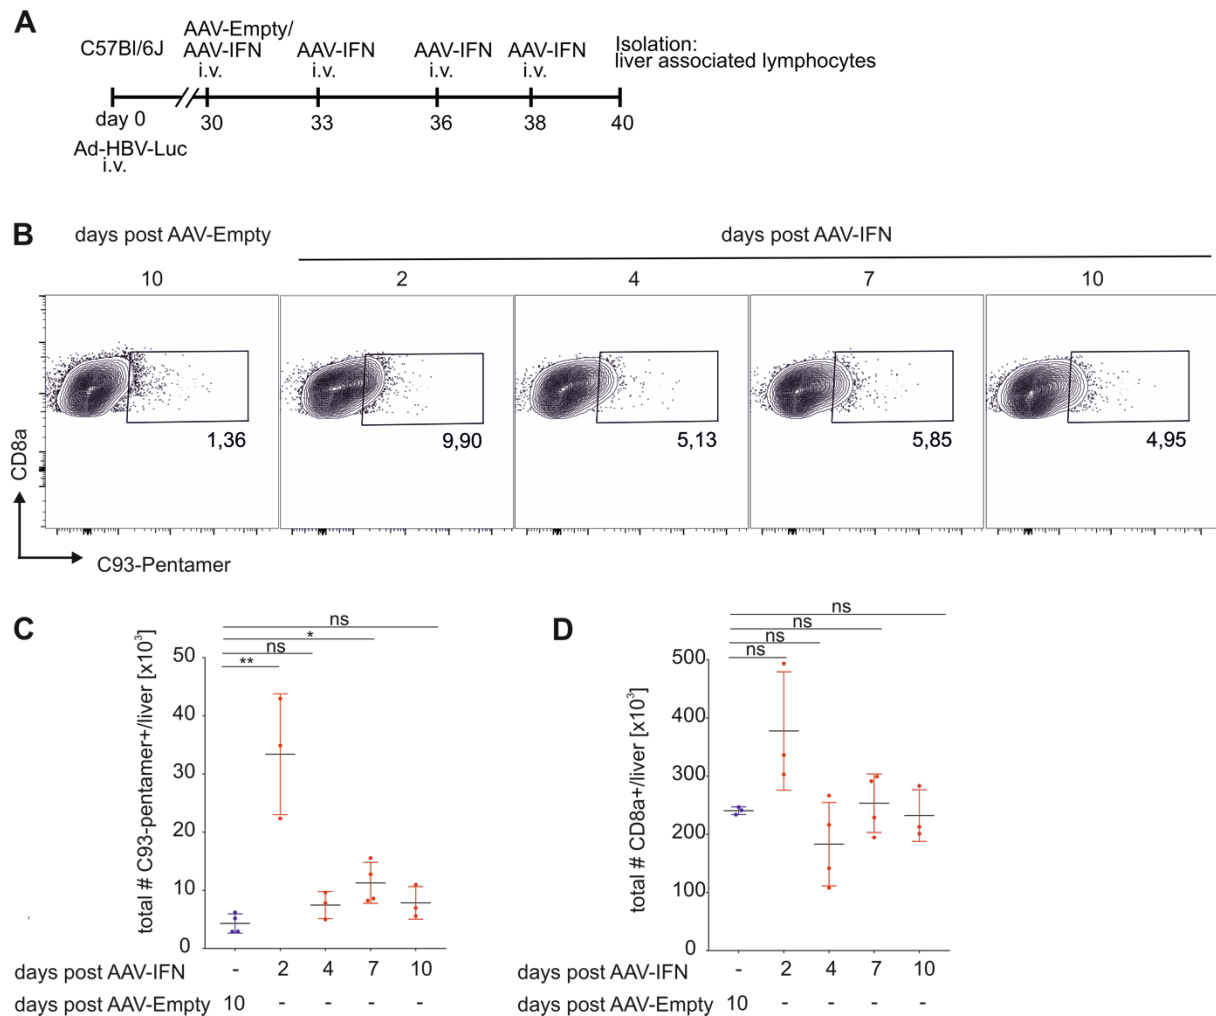 A
C57Bl/6J
AAV-Empty/
AAV-IFN AAV-IFN AAV-IFN AAV-IFN
i.v. i.v. i.v. i.v.
Isolation:
liver associated lymphocytes
day 0 30 33 36 38 40
Ad-HBV-Luc
i.v.
B
days post AAV-Empty days post AAV-IFN
10 2 4 7 10
1,36 9,90 5,13 5,85 4,95
CD8a
C93-Pentamer
C
ns
*
ns
**
total # C93-pentamer+/liver [x10³]
50
40
30
20
10
0
days post AAV-IFN - 2 4 7 10
days post AAV-Empty 10 - - - -
D
ns
ns
ns
ns
total # CD8a+/liver [x10³]
500
400
300
200
100
0
days post AAV-IFN - 2 4 7 10
days post AAV-Empty 10 - - - -